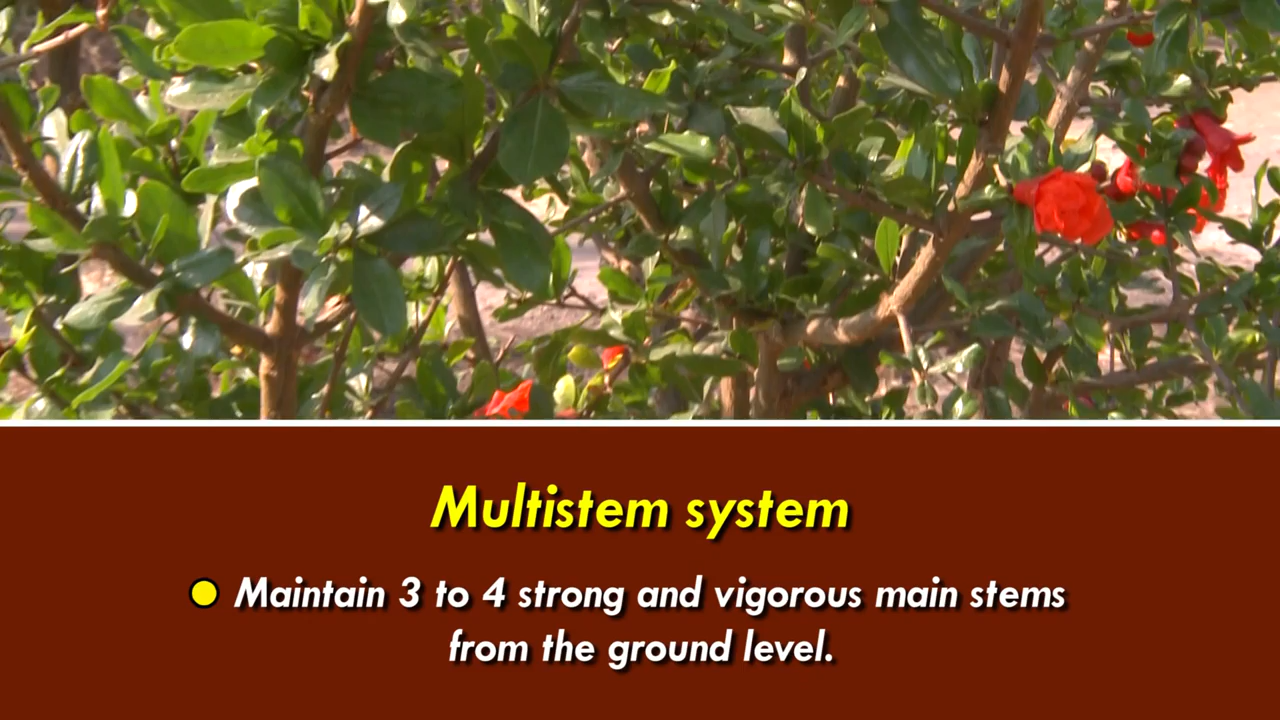 Multistem system
Maintain 3 to 4 strong and vigorous main stems
from the ground level.